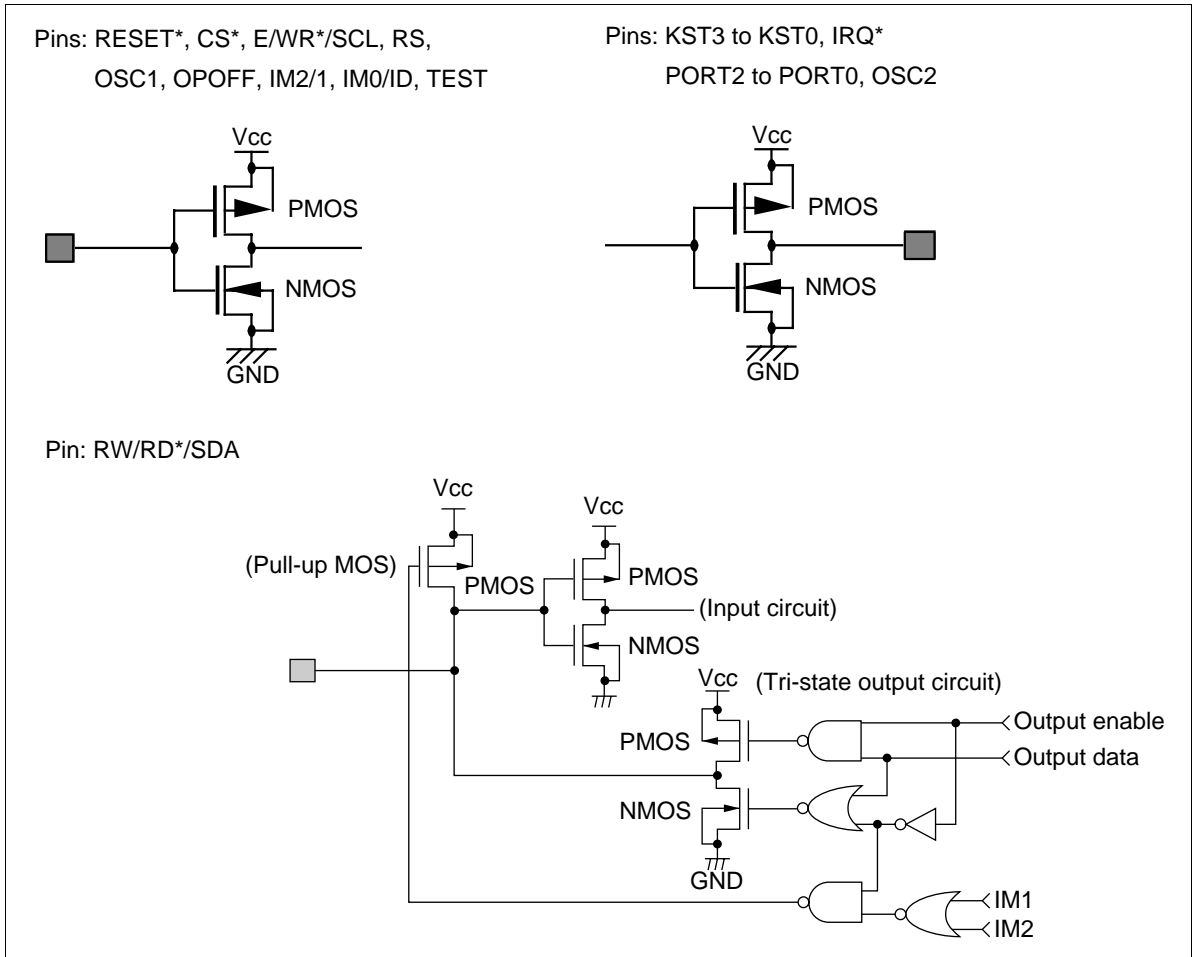 Pins: RESET*, CS*, E/WR*/SCL, RS,
OSC1, OPOFF, IM2/1, IM0/ID, TEST
Pins: KST3 to KST0, IRQ*
PORT2 to PORT0, OSC2
Vcc
PMOS
NMOS
GND
Vcc
PMOS
NMOS
GND
Pin: RW/RD*/SDA
Vcc
(Pull-up MOS)
PMOS
Vcc
PMOS
(Input circuit)
NMOS
Vcc
(Tri-state output circuit)
PMOS
Output enable
Output data
NMOS
GND
IM1
IM2